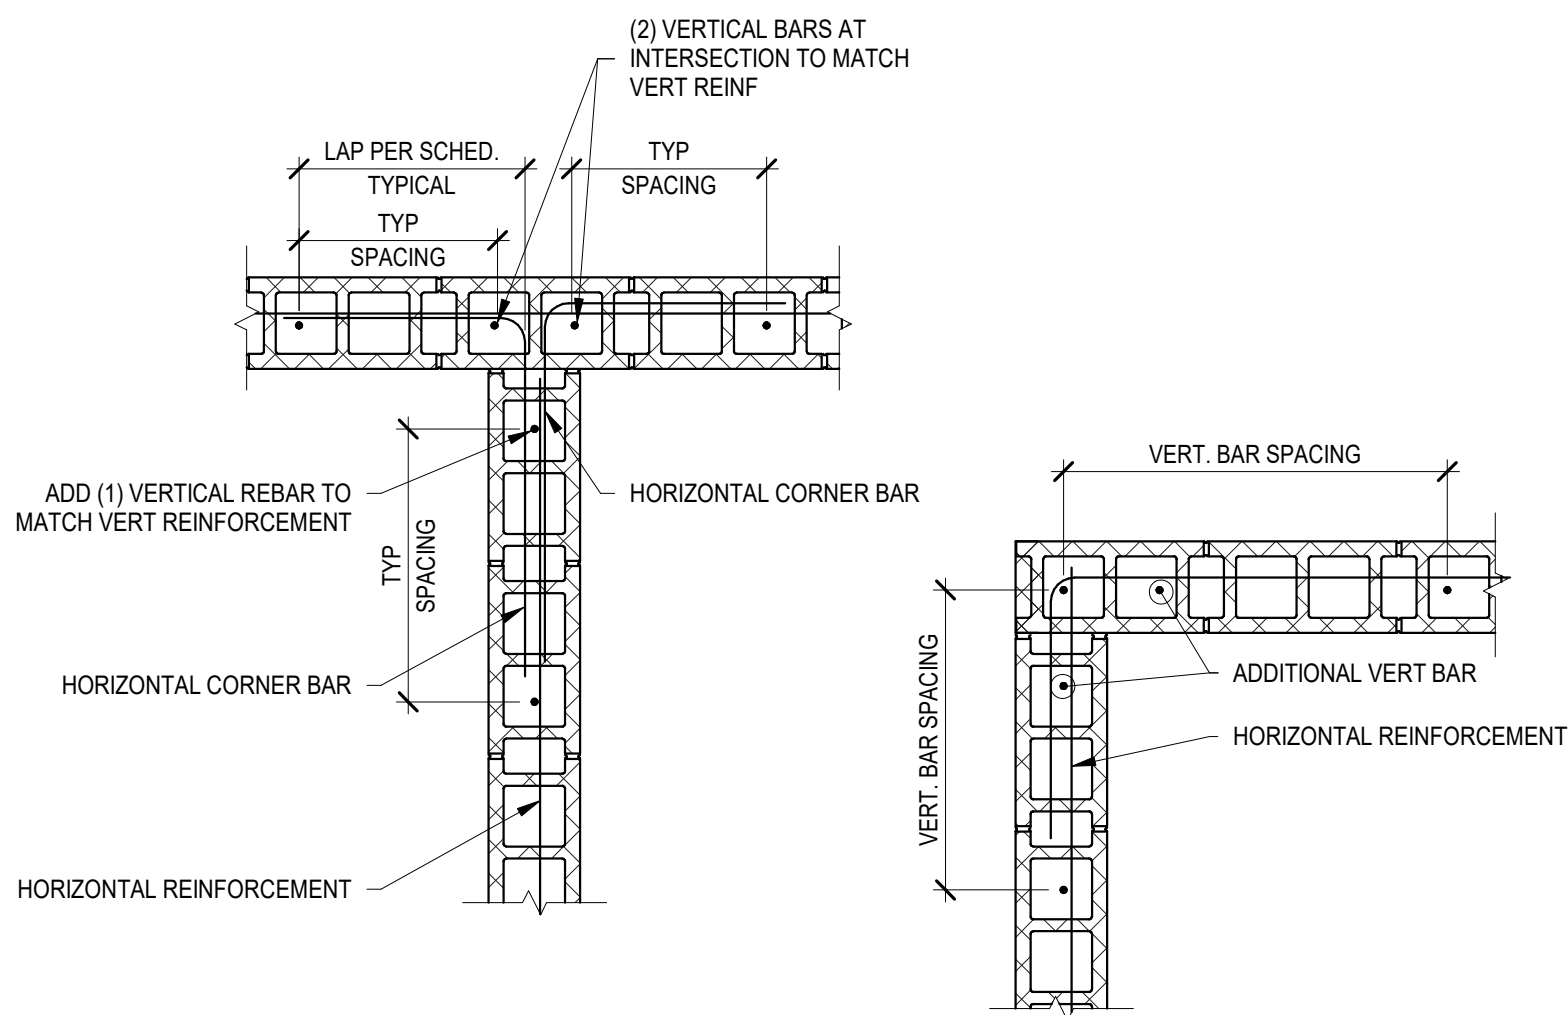 (2) VERTICAL BARS AT
INTERSECTION TO MATCH
VERT REINF
LAP PER SCHED.
TYPICAL
TYP
SPACING
TYP
SPACING
ADD (1) VERTICAL REBAR TO
MATCH VERT REINFORCEMENT
TYP
SPACING
HORIZONTAL CORNER BAR
HORIZONTAL CORNER BAR
HORIZONTAL REINFORCEMENT
VERT. BAR SPACING
VERT. BAR SPACING
ADDITIONAL VERT BAR
HORIZONTAL REINFORCEMENT